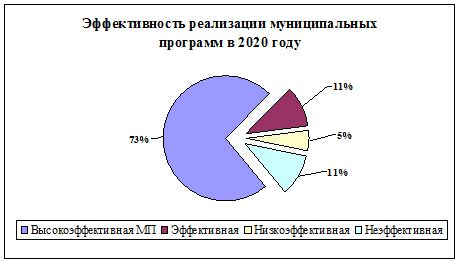 Эффективность реализации муниципальных
программ в 2020 году
11%
73%
5%
11%
Высокоэффективная МП Эффективная Низкоэффективная Неэффективная